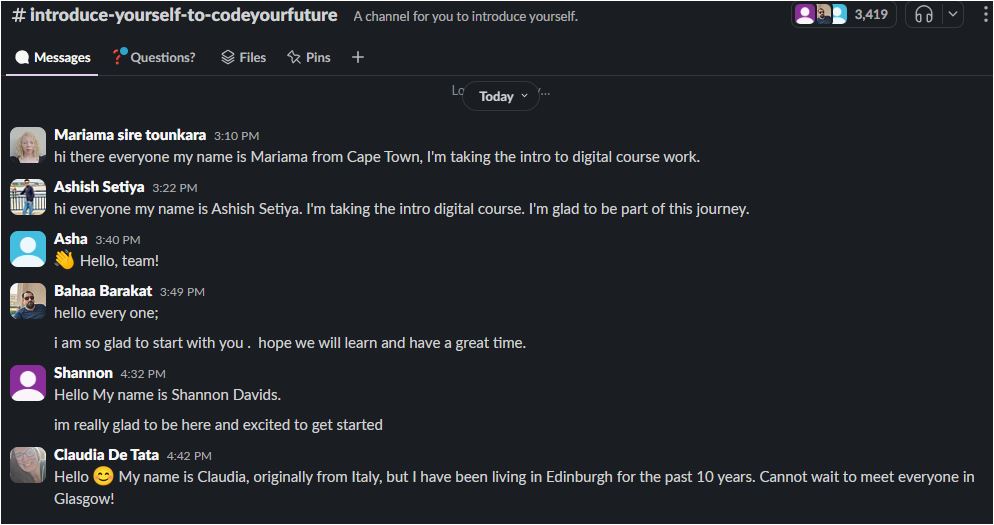 # introduce-yourself-to-codeyourfuture A channel for you to introduce yourself. 3,419
Messages Questions? Files Pins +
Today
Mariama sire tounkara 3:10 PM
hi there everyone my name is Mariama from Cape Town, I'm taking the intro to digital course work.
Ashish Setiya 3:22 PM
hi everyone my name is Ashish Setiya. I'm taking the intro digital course. I'm glad to be part of this journey.
Asha 3:40 PM
👋 Hello, team!
Bahaa Barakat 3:49 PM
hello every one;
i am so glad to start with you . hope we will learn and have a great time.
Shannon 4:32 PM
Hello My name is Shannon Davids.
im really glad to be here and excited to get started
Claudia De Tata 4:42 PM
Hello 😊 My name is Claudia, originally from Italy, but I have been living in Edinburgh for the past 10 years. Cannot wait to meet everyone in
Glasgow!